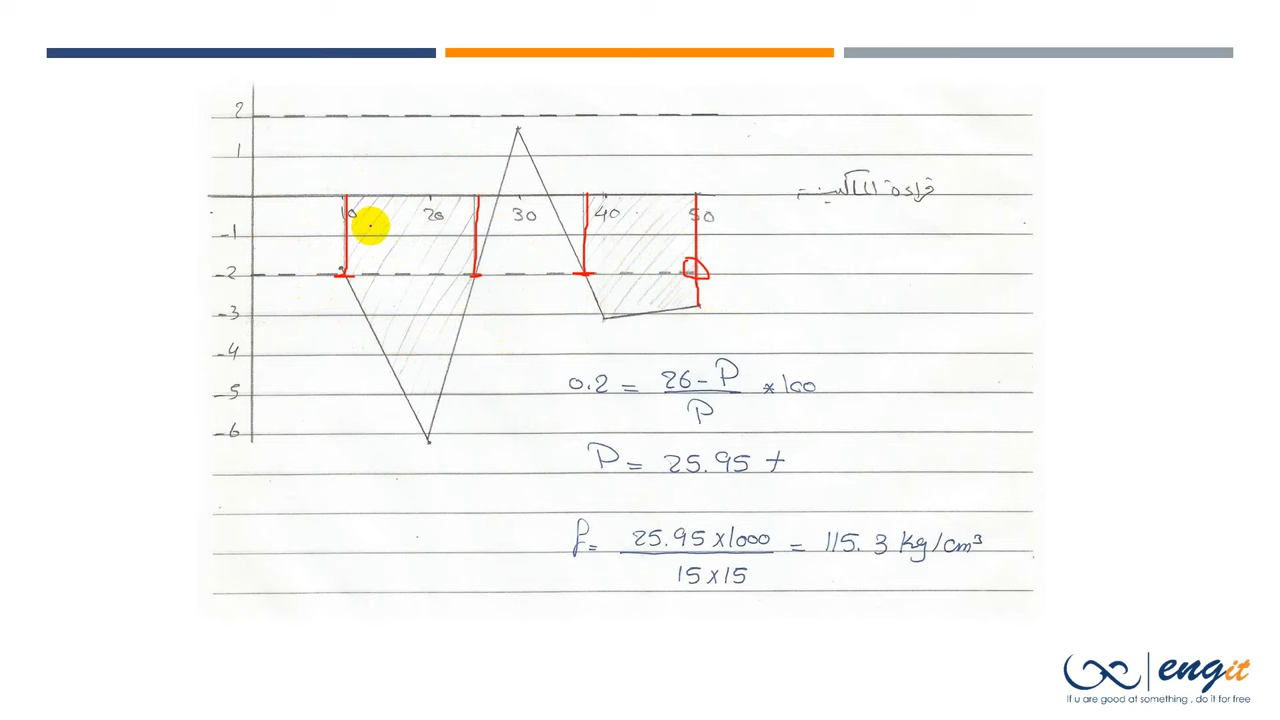 2
1
قراءة الماكينة
10 20 30 40 50
-1
-2
-3
-4
-5
-6
0.2 = 26 - P / P * 100
P = 25.95 t
f = 25.95 x 1000 / 15 x 15 = 115.3 kg/cm³
engit
If u are good at something , do it for free